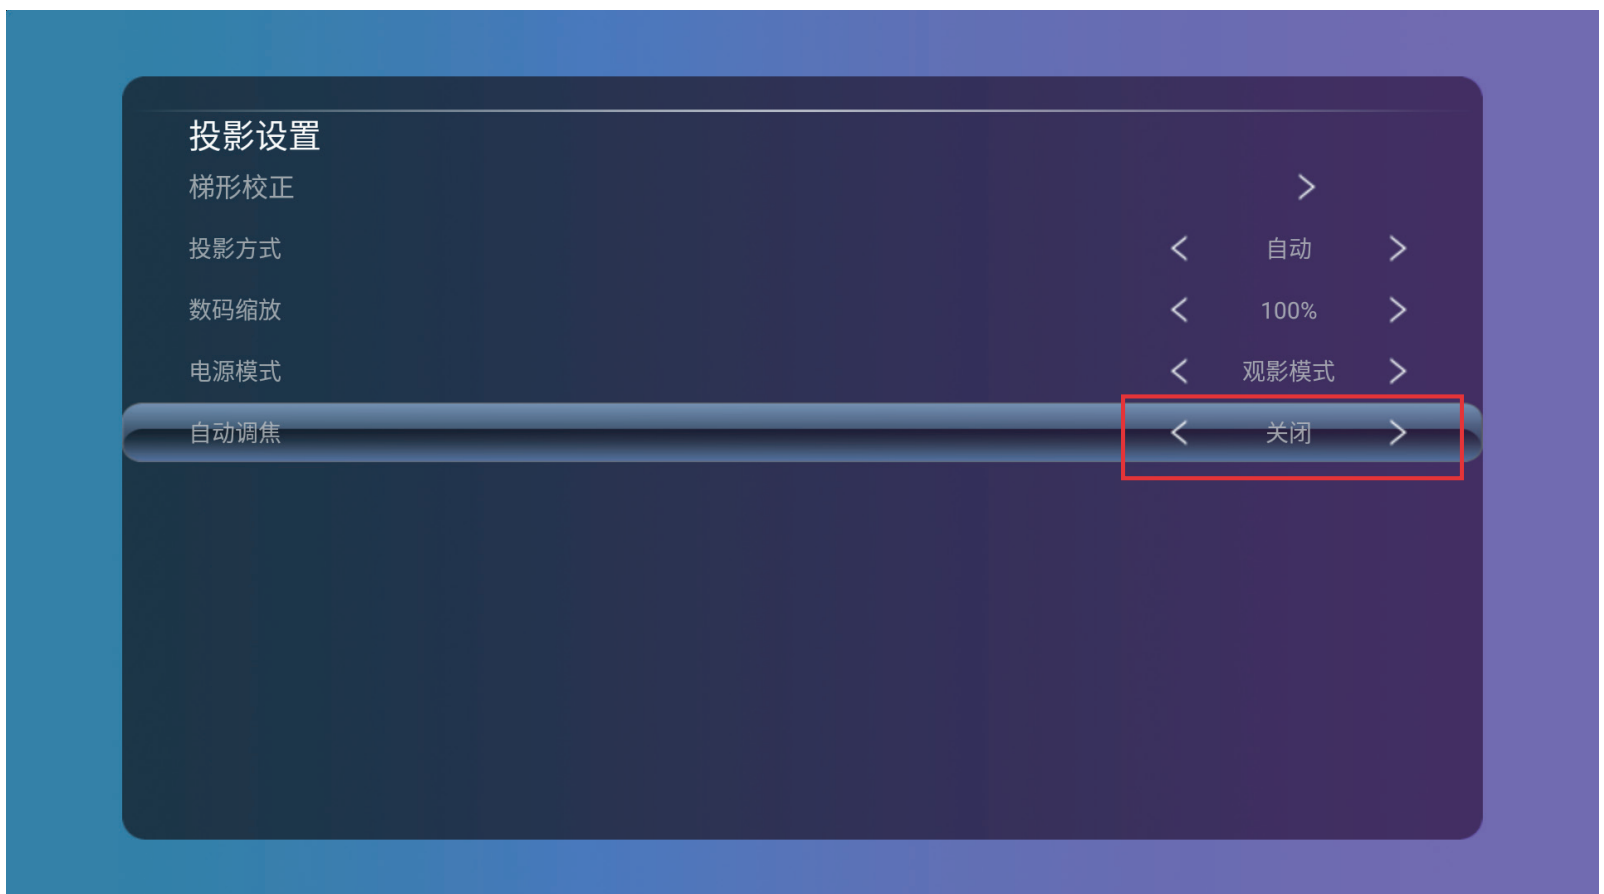 投影设置
梯形校正
投影方式 自动
数码缩放 100%
电源模式 观影模式
自动调焦 关闭